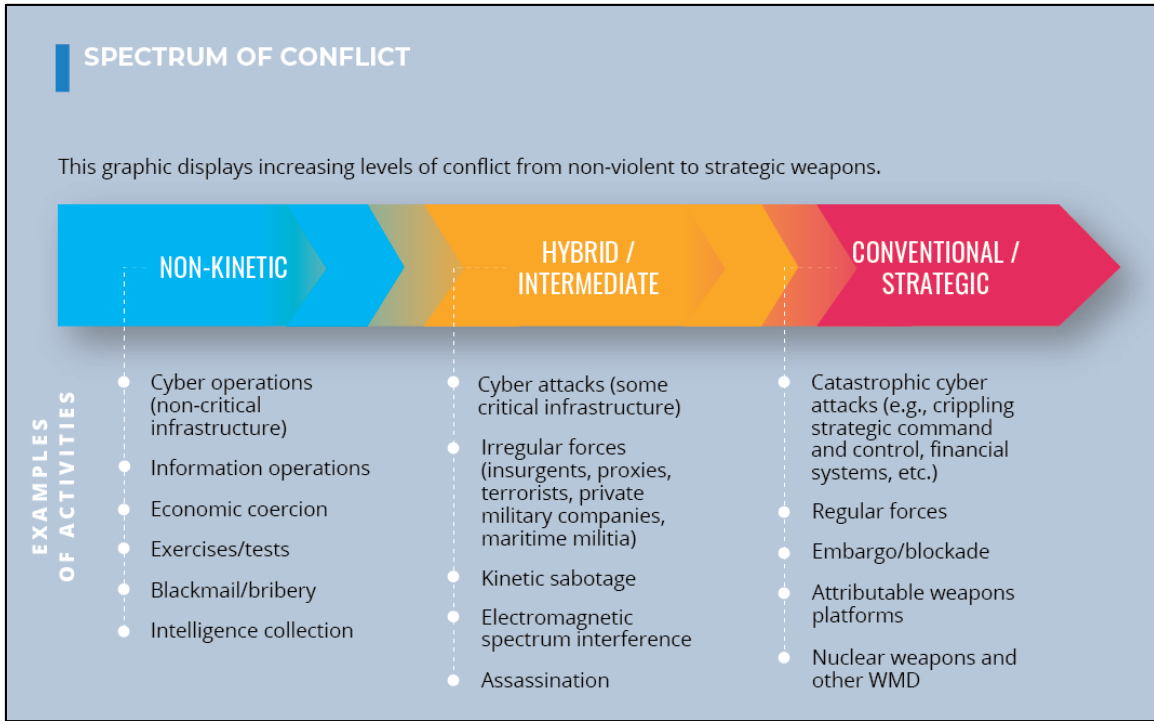 SPECTRUM OF CONFLICT
This graphic displays increasing levels of conflict from non-violent to strategic weapons.
NON-KINETIC
HYBRID /
INTERMEDIATE
CONVENTIONAL /
STRATEGIC
EXAMPLES
OF ACTIVITIES
Cyber operations
(non-critical
infrastructure)
Information operations
Economic coercion
Exercises/tests
Blackmail/bribery
Intelligence collection
Cyber attacks (some
critical infrastructure)
Irregular forces
(insurgents, proxies,
terrorists, private
military companies,
maritime militia)
Kinetic sabotage
Electromagnetic
spectrum interference
Assassination
Catastrophic cyber
attacks (e.g., crippling
strategic command
and control, financial
systems, etc.)
Regular forces
Embargo/blockade
Attributable weapons
platforms
Nuclear weapons and
other WMD